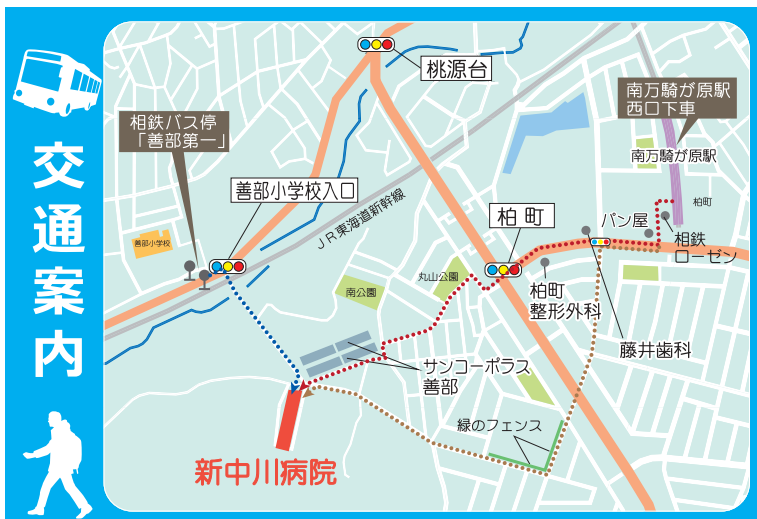 交通案内
桃源台
南万騎が原駅
西口下車
相鉄バス停
「善部第一」
南万騎が原駅
善部小学校入口
JR東海道新幹線
柏町
柏町
パン屋
善部小学校
相鉄
ローゼン
丸山公園
南公園
柏町
整形外科
藤井歯科
サンコーポラス
善部
緑のフェンス
新中川病院